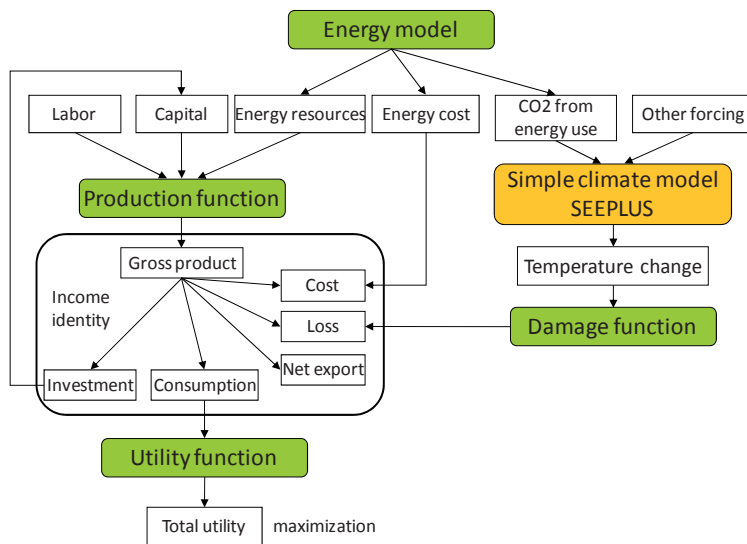 Energy model
Labor
Capital
Energy resources
Energy cost
CO2 from
energy use
Other forcing
Production function
Simple climate model
SEEPLUS
Gross product
Income
identity
Cost
Loss
Net export
Investment
Consumption
Temperature change
Damage function
Utility function
Total utility
maximization